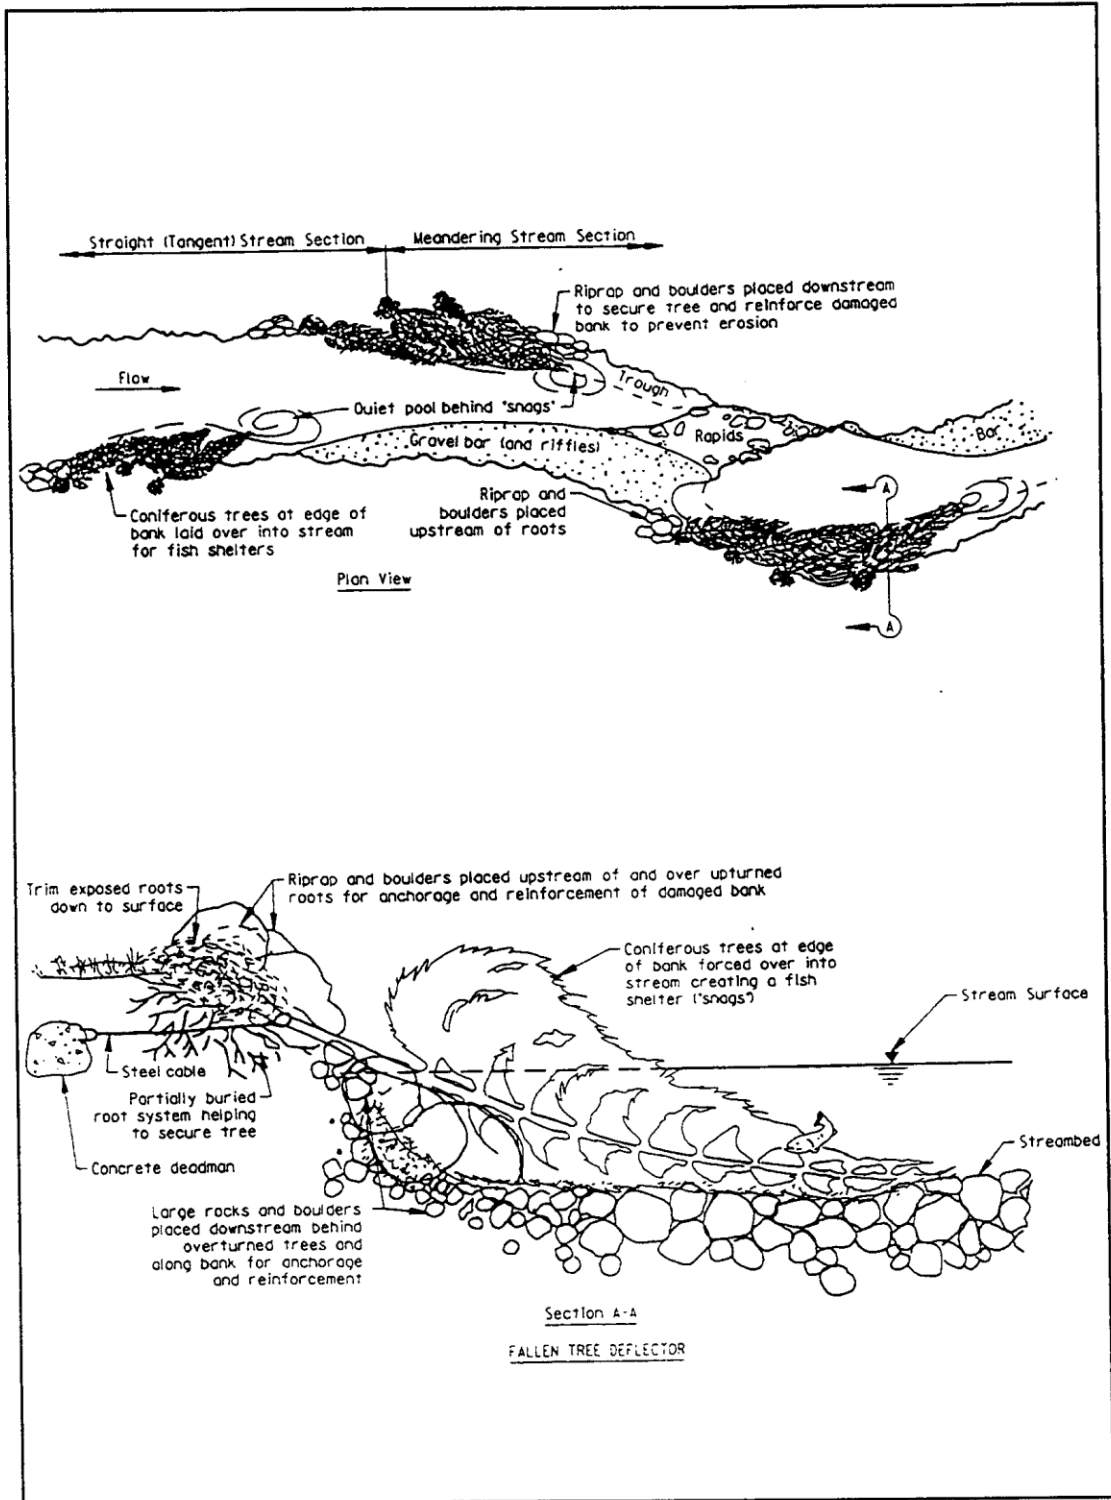 Straight (Tangent) Stream Section
Meandering Stream Section
Riprap and boulders placed downstream
to secure tree and reinforce damaged
bank to prevent erosion
Flow
Trough
Quiet pool behind "snags"
Gravel bar (and riffles)
Rapids
Bar
Riprap and
boulders placed
upstream of roots
A
Coniferous trees at edge of
bank laid over into stream
for fish shelters
Plan View
A
Trim exposed roots
down to surface
Riprap and boulders placed upstream of and over upturned
roots for anchorage and reinforcement of damaged bank
Coniferous trees at edge
of bank forced over into
stream creating a fish
shelter ("snags")
Stream Surface
Steel cable
Partially buried
root system helping
to secure tree
Concrete deadman
Streambed
Large rocks and boulders
placed downstream behind
overturned trees and
along bank for anchorage
and reinforcement
Section A-A
FALLEN TREE DEFLECTOR